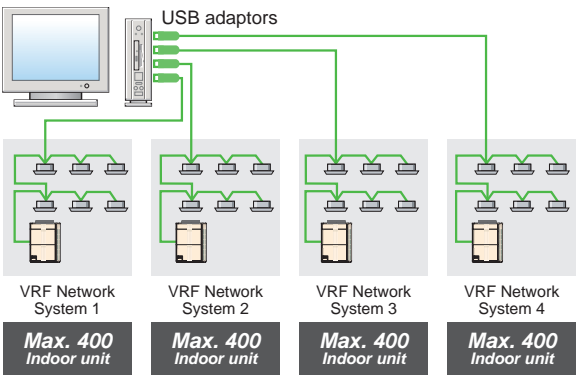 USB adaptors
VRF Network
System 1
VRF Network
System 2
VRF Network
System 3
VRF Network
System 4
Max. 400
Indoor unit
Max. 400
Indoor unit
Max. 400
Indoor unit
Max. 400
Indoor unit